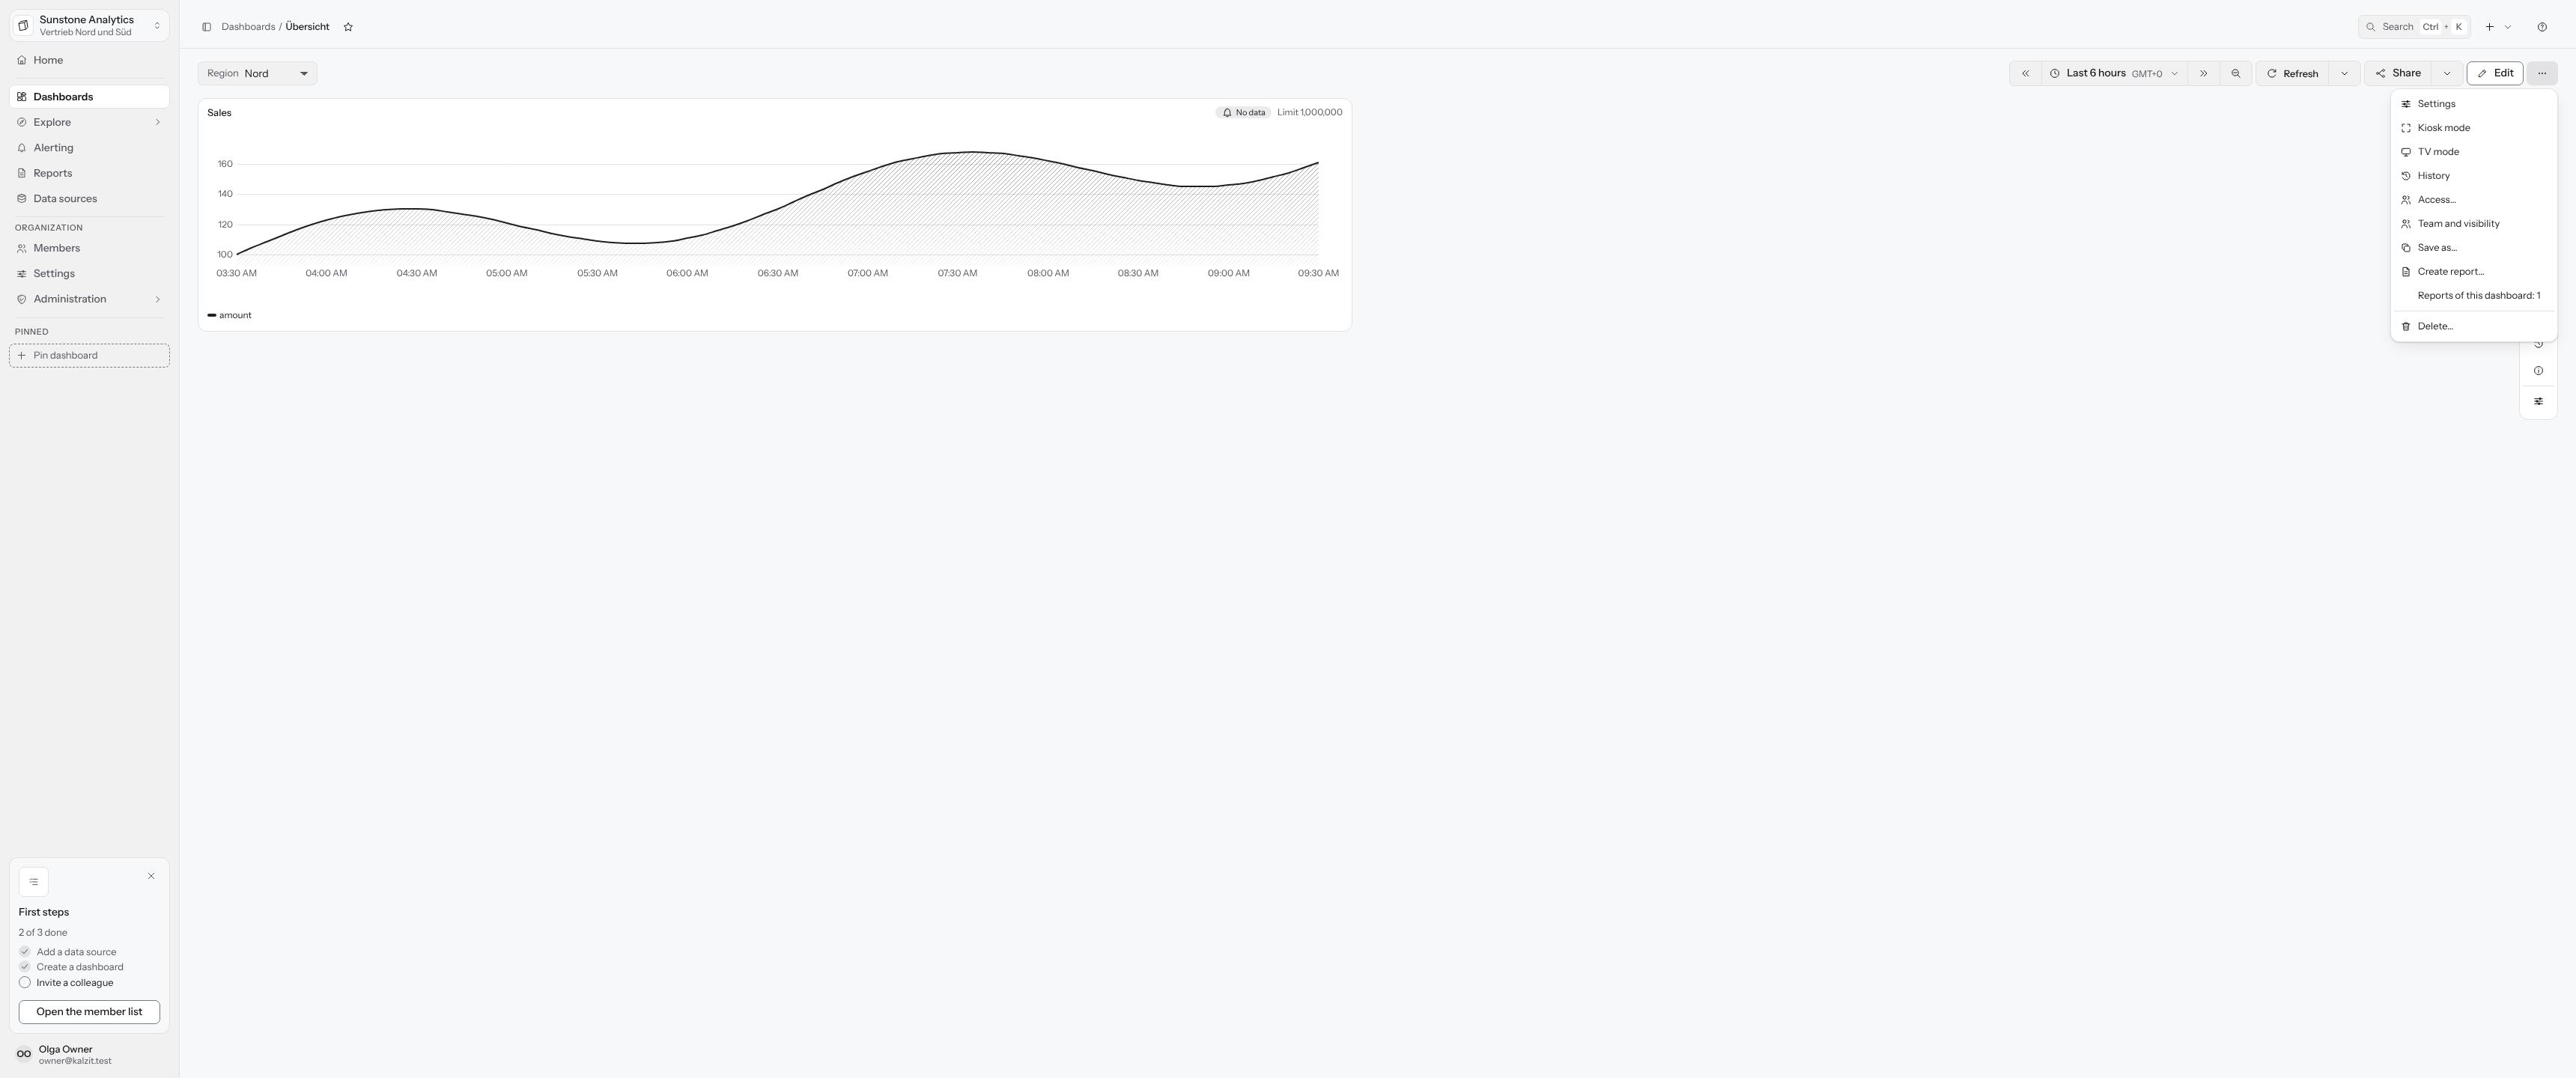 Sunstone Analytics
Vertrieb Nord und Süd
Home
Dashboards
Explore
Alerting
Reports
Data sources
ORGANIZATION
Members
Settings
Administration
PINNED
Pin dashboard
First steps
2 of 3 done
Add a data source
Create a dashboard
Invite a colleague
Open the member list
OO
Olga Owner
owner@kalzit.test
Dashboards / Übersicht
Search Ctrl + K
Region Nord
Last 6 hours GMT+0
Refresh
Share
Edit
Sales
No data
Limit 1,000,000
160
140
120
100
03:30 AM 04:00 AM 04:30 AM 05:00 AM 05:30 AM 06:00 AM 06:30 AM 07:00 AM 07:30 AM 08:00 AM 08:30 AM 09:00 AM 09:30 AM
amount
Settings
Kiosk mode
TV mode
History
Access...
Team and visibility
Save as...
Create report...
Reports of this dashboard: 1
Delete...